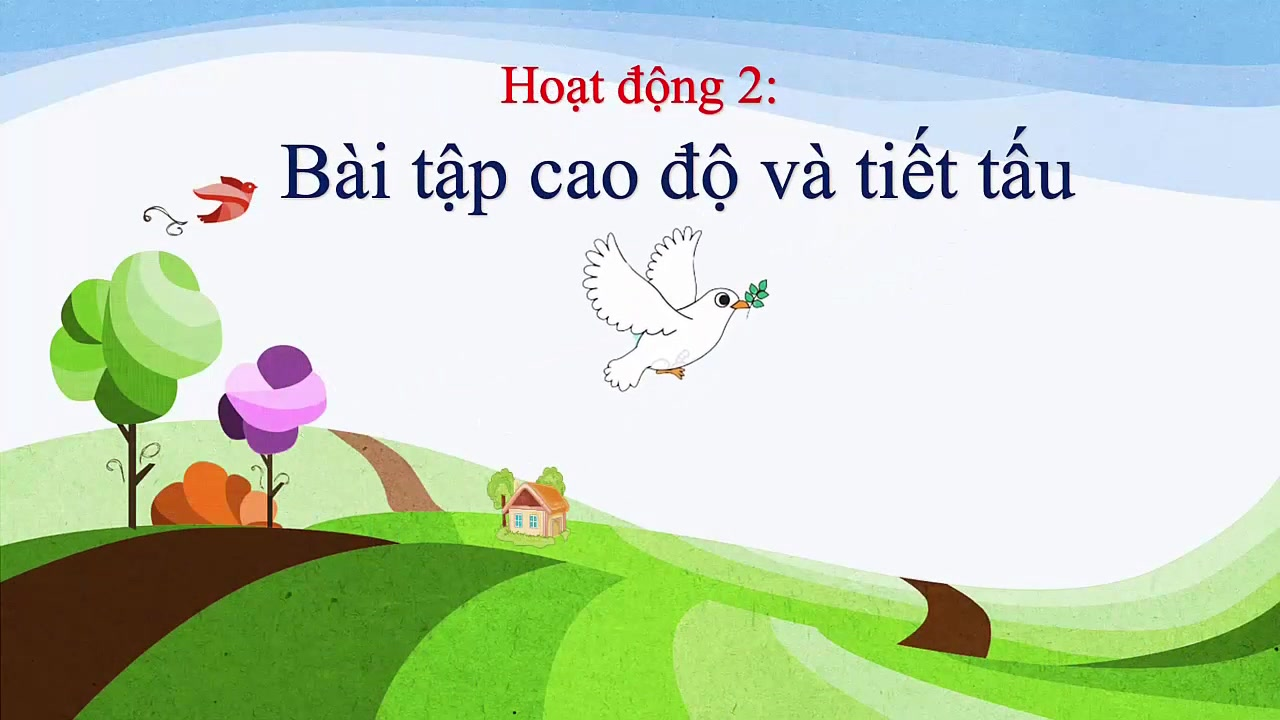 Hoạt động 2:
Bài tập cao độ và tiết tấu